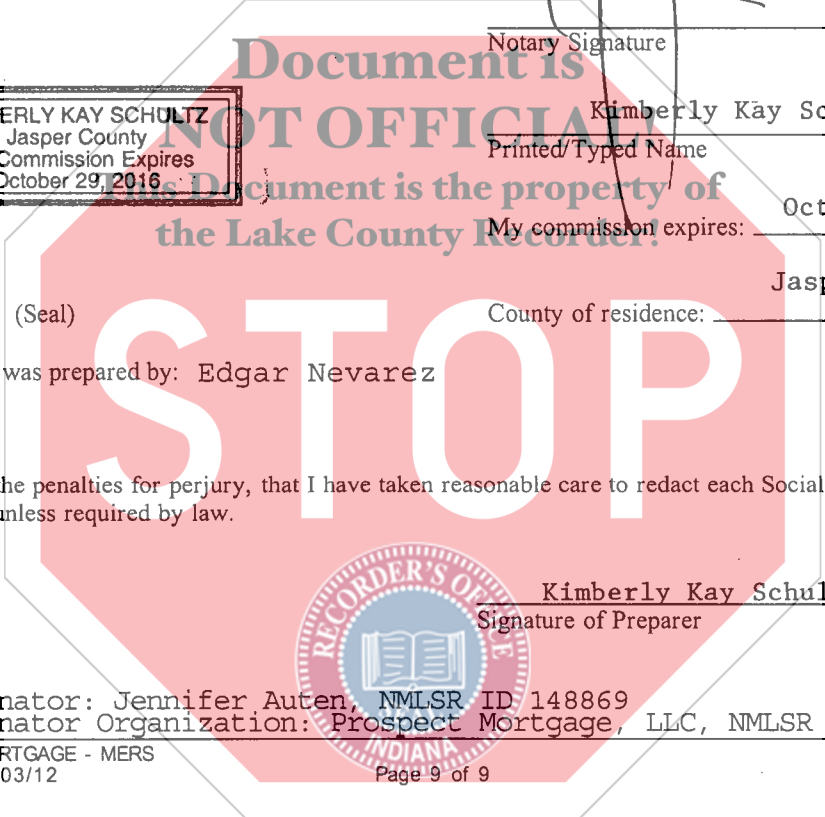 Document is
Notary Signature
ERLY KAY SCHULTZ
Jasper County
Commission Expires
October 29, 2016
NOT OFFICIAL!
Kimberly Kay Sc
Printed/Typed Name
This Document is the property of
the Lake County Recorder!
Oct
My commission expires:
Jasp
(Seal)
County of residence:
STOP
was prepared by: Edgar Nevarez
he penalties for perjury, that I have taken reasonable care to redact each Social
unless required by law.
RECORDER'S OFFICE
Kimberly Kay Schul
Signature of Preparer
nator: Jennifer Auten, NMLSR ID 148869
nator Organization: Prospect Mortgage, LLC, NMLSR
INDIANA
RTGAGE - MERS
03/12
Page 9 of 9